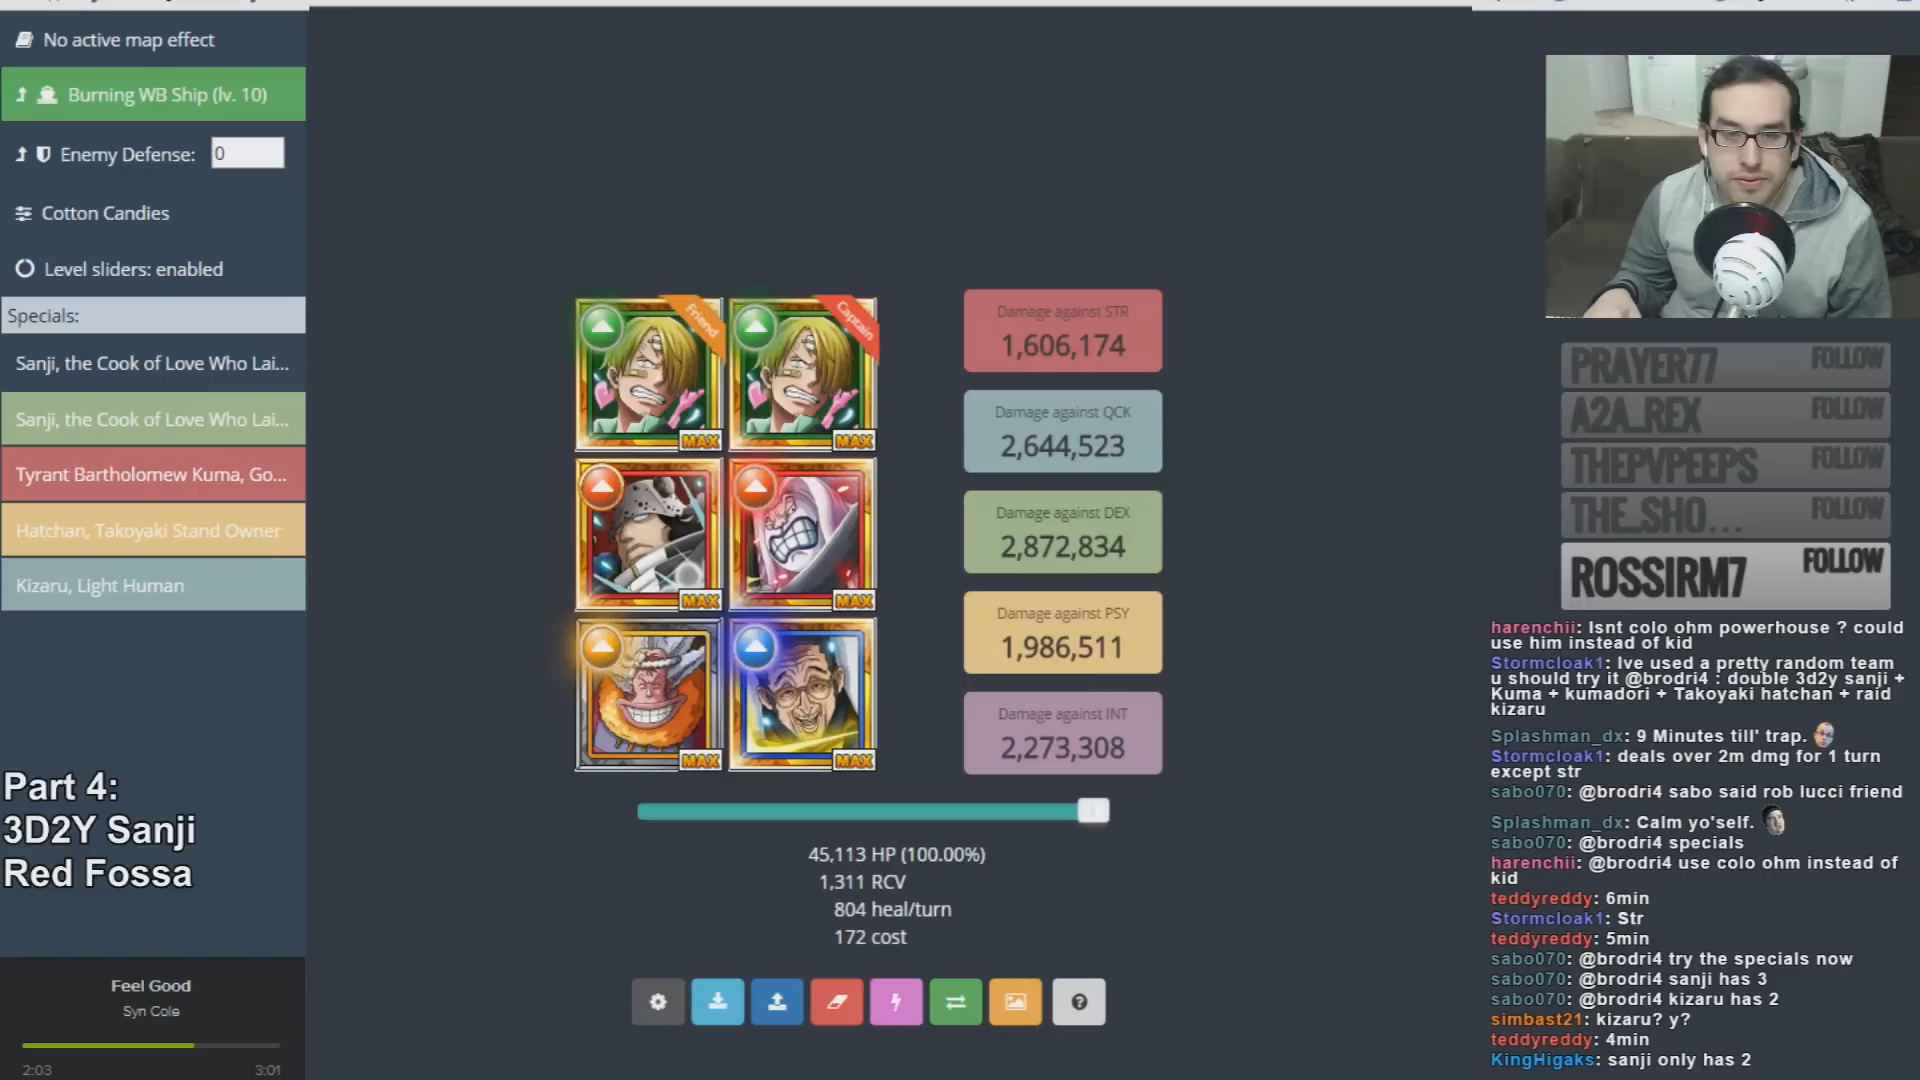 No active map effect
Burning WB Ship (lv. 10)
Enemy Defense: 0
Cotton Candies
Level sliders: enabled
Specials:
Sanji, the Cook of Love Who Lai...
Sanji, the Cook of Love Who Lai...
Tyrant Bartholomew Kuma, Go...
Hatchan, Takoyaki Stand Owner
Kizaru, Light Human
Part 4:
3D2Y Sanji
Red Fossa
Feel Good
Syn Cole
2:03 3:01
Friend
Captain
MAX MAX
MAX MAX
MAX MAX
Damage against STR
1,606,174
Damage against QCK
2,644,523
Damage against DEX
2,872,834
Damage against PSY
1,986,511
Damage against INT
2,273,308
45,113 HP (100.00%)
1,311 RCV
804 heal/turn
172 cost
PRAYER77 FOLLOW
A2A_REX FOLLOW
THEPVPEEPS FOLLOW
THE_SHO... FOLLOW
ROSSIRM7 FOLLOW
harenchii: Isnt colo ohm powerhouse ? could
use him instead of kid
Stormcloak1: Ive used a pretty random team
u should try it @brodri4 : double 3d2y sanji +
Kuma + kumadori + Takoyaki hatchan + raid
kizaru
Splashman_dx: 9 Minutes till' trap.
Stormcloak1: deals over 2m dmg for 1 turn
except str
sabo070: @brodri4 sabo said rob lucci friend
Splashman_dx: Calm yo'self.
sabo070: @brodri4 specials
harenchii: @brodri4 use colo ohm instead of
kid
teddyreddy: 6min
Stormcloak1: Str
teddyreddy: 5min
sabo070: @brodri4 try the specials now
sabo070: @brodri4 sanji has 3
sabo070: @brodri4 kizaru has 2
simbast21: kizaru? y?
teddyreddy: 4min
KingHigaks: sanji only has 2